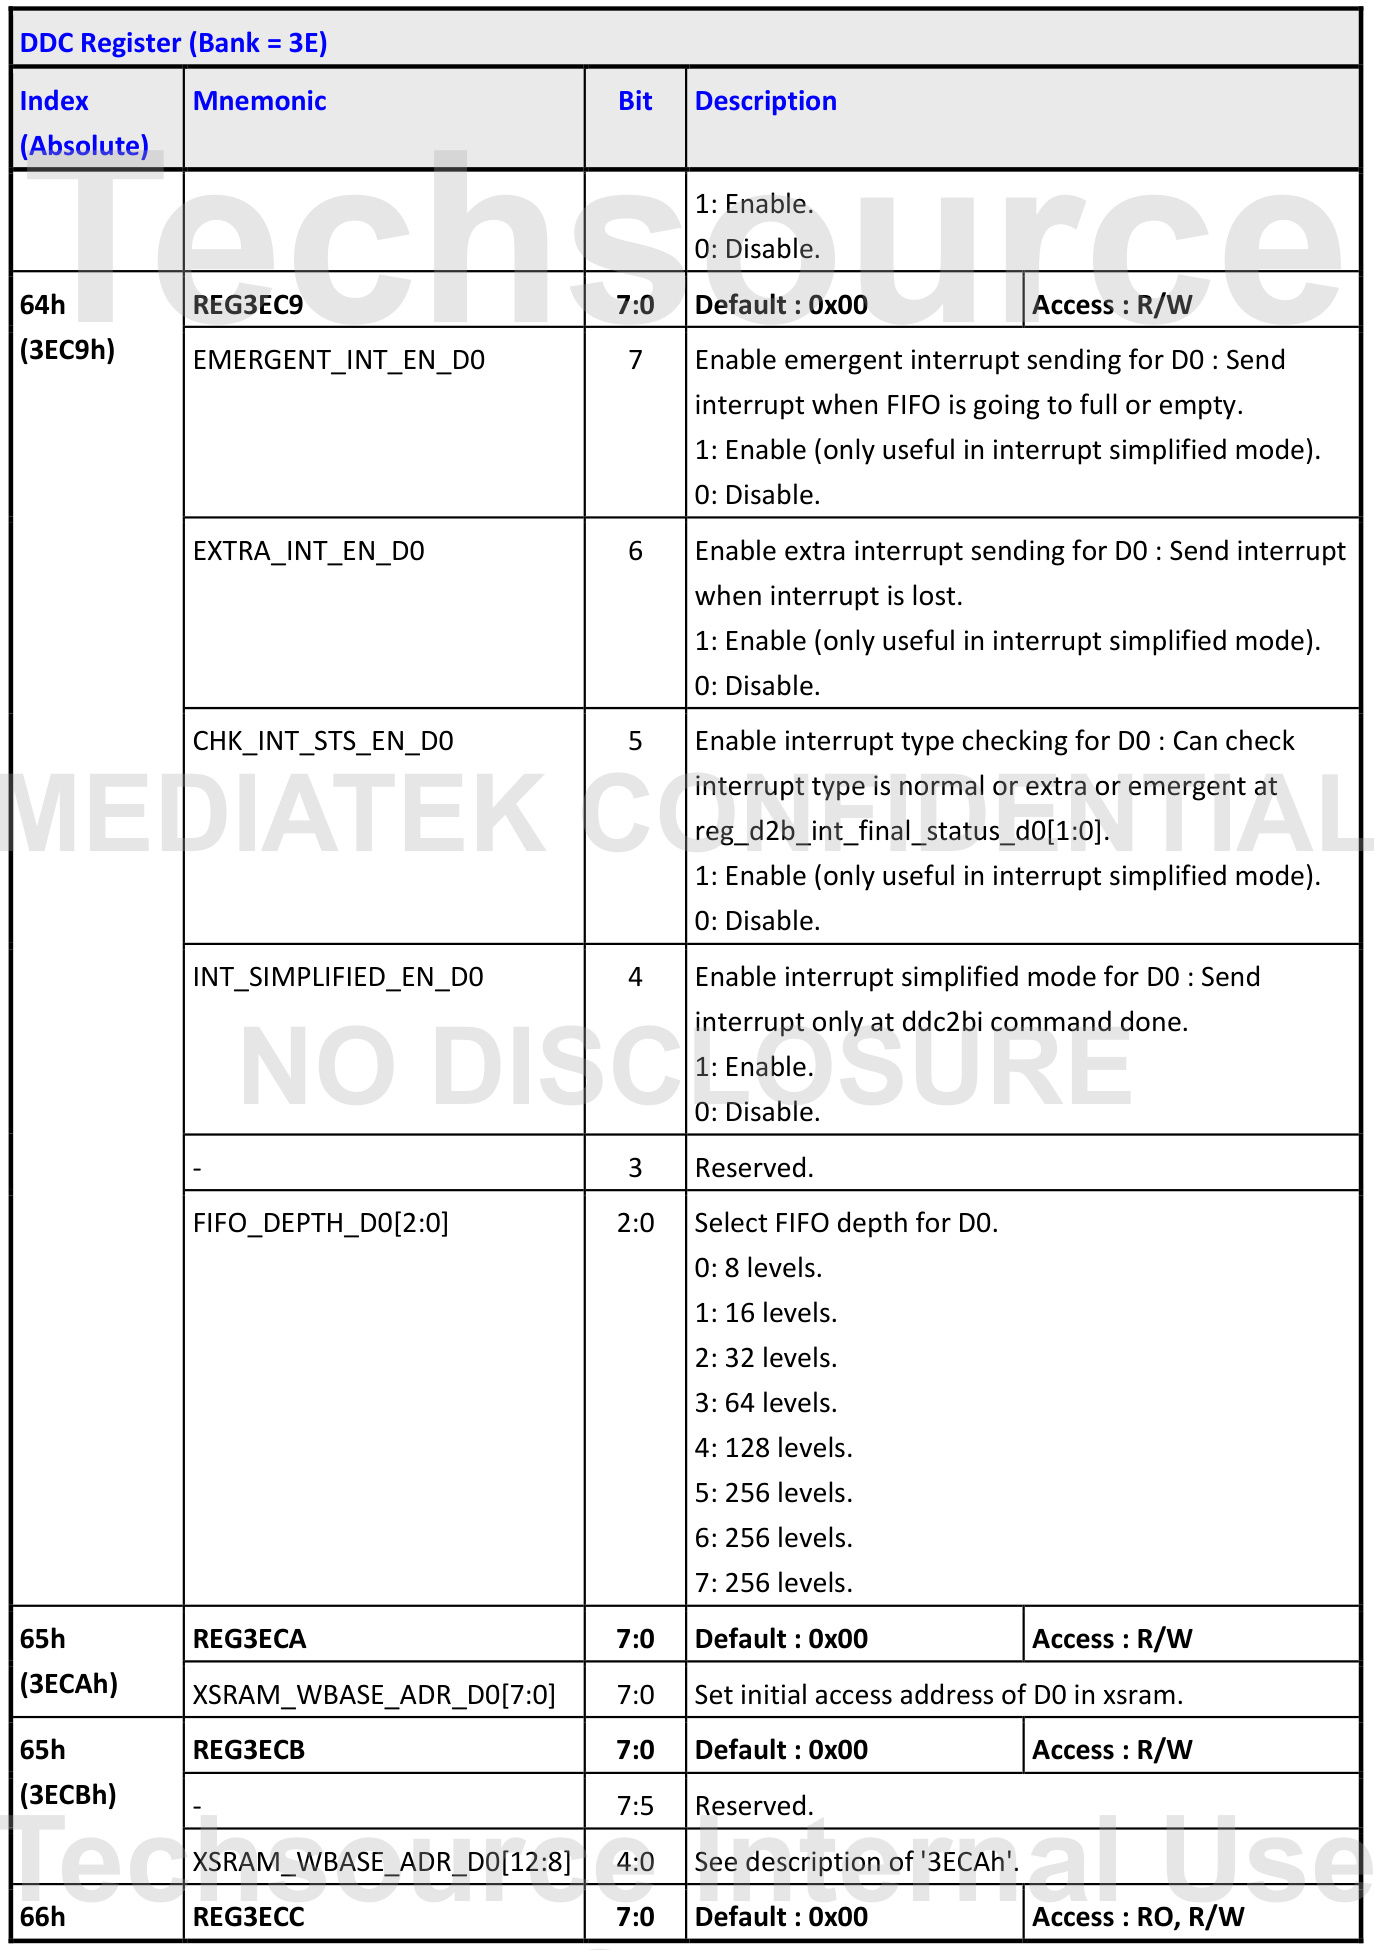 DDC Register (Bank = 3E)
Index (Absolute) Mnemonic Bit Description
1: Enable.
0: Disable.
64h (3EC9h) REG3EC9 7:0 Default : 0x00 Access : R/W
EMERGENT_INT_EN_D0 7 Enable emergent interrupt sending for D0 : Send
interrupt when FIFO is going to full or empty.
1: Enable (only useful in interrupt simplified mode).
0: Disable.
EXTRA_INT_EN_D0 6 Enable extra interrupt sending for D0 : Send interrupt
when interrupt is lost.
1: Enable (only useful in interrupt simplified mode).
0: Disable.
CHK_INT_STS_EN_D0 5 Enable interrupt type checking for D0 : Can check
interrupt type is normal or extra or emergent at
reg_d2b_int_final_status_d0[1:0].
1: Enable (only useful in interrupt simplified mode).
0: Disable.
INT_SIMPLIFIED_EN_D0 4 Enable interrupt simplified mode for D0 : Send
interrupt only at ddc2bi command done.
1: Enable.
0: Disable.
- 3 Reserved.
FIFO_DEPTH_D0[2:0] 2:0 Select FIFO depth for D0.
0: 8 levels.
1: 16 levels.
2: 32 levels.
3: 64 levels.
4: 128 levels.
5: 256 levels.
6: 256 levels.
7: 256 levels.
65h (3ECAh) REG3ECA 7:0 Default : 0x00 Access : R/W
XSRAM_WBASE_ADR_D0[7:0] 7:0 Set initial access address of D0 in xsram.
65h (3ECBh) REG3ECB 7:0 Default : 0x00 Access : R/W
- 7:5 Reserved.
XSRAM_WBASE_ADR_D0[12:8] 4:0 See description of '3ECAh'.
66h REG3ECC 7:0 Default : 0x00 Access : RO, R/W
Techsource
MEDIATEK CONFIDENTIAL
NO DISCLOSURE
Techsource Internal Use